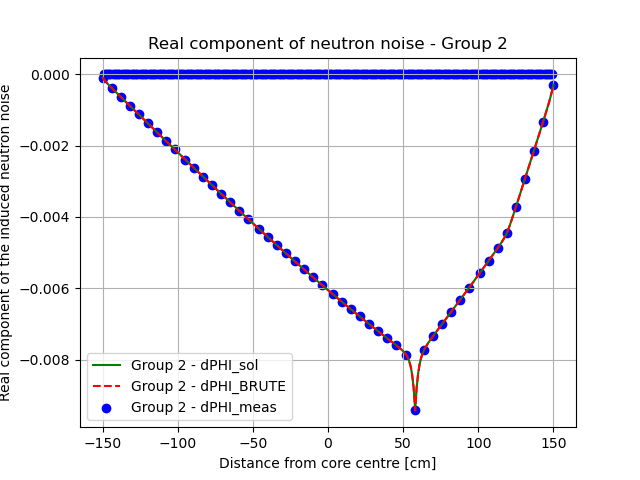 Real component of neutron noise - Group 2
Real component of the induced neutron noise
0.000
−0.002
−0.004
−0.006
−0.008
Group 2 - dPHI_sol
Group 2 - dPHI_BRUTE
Group 2 - dPHI_meas
−150
−100
−50
0
50
100
150
Distance from core centre [cm]